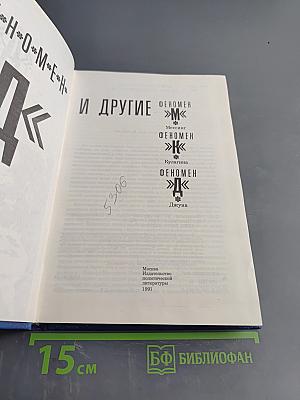 Н•О•М•Е•Н
Д«
И ДРУГИЕ
ФЕНОМЕН
»М«
Мессинг
ФЕНОМЕН
»К«
Кулагина
ФЕНОМЕН
»Д«
Джуна
5306
Москва
Издательство
политической
литературы
1991
15 см
БФ БИБЛИОФАН